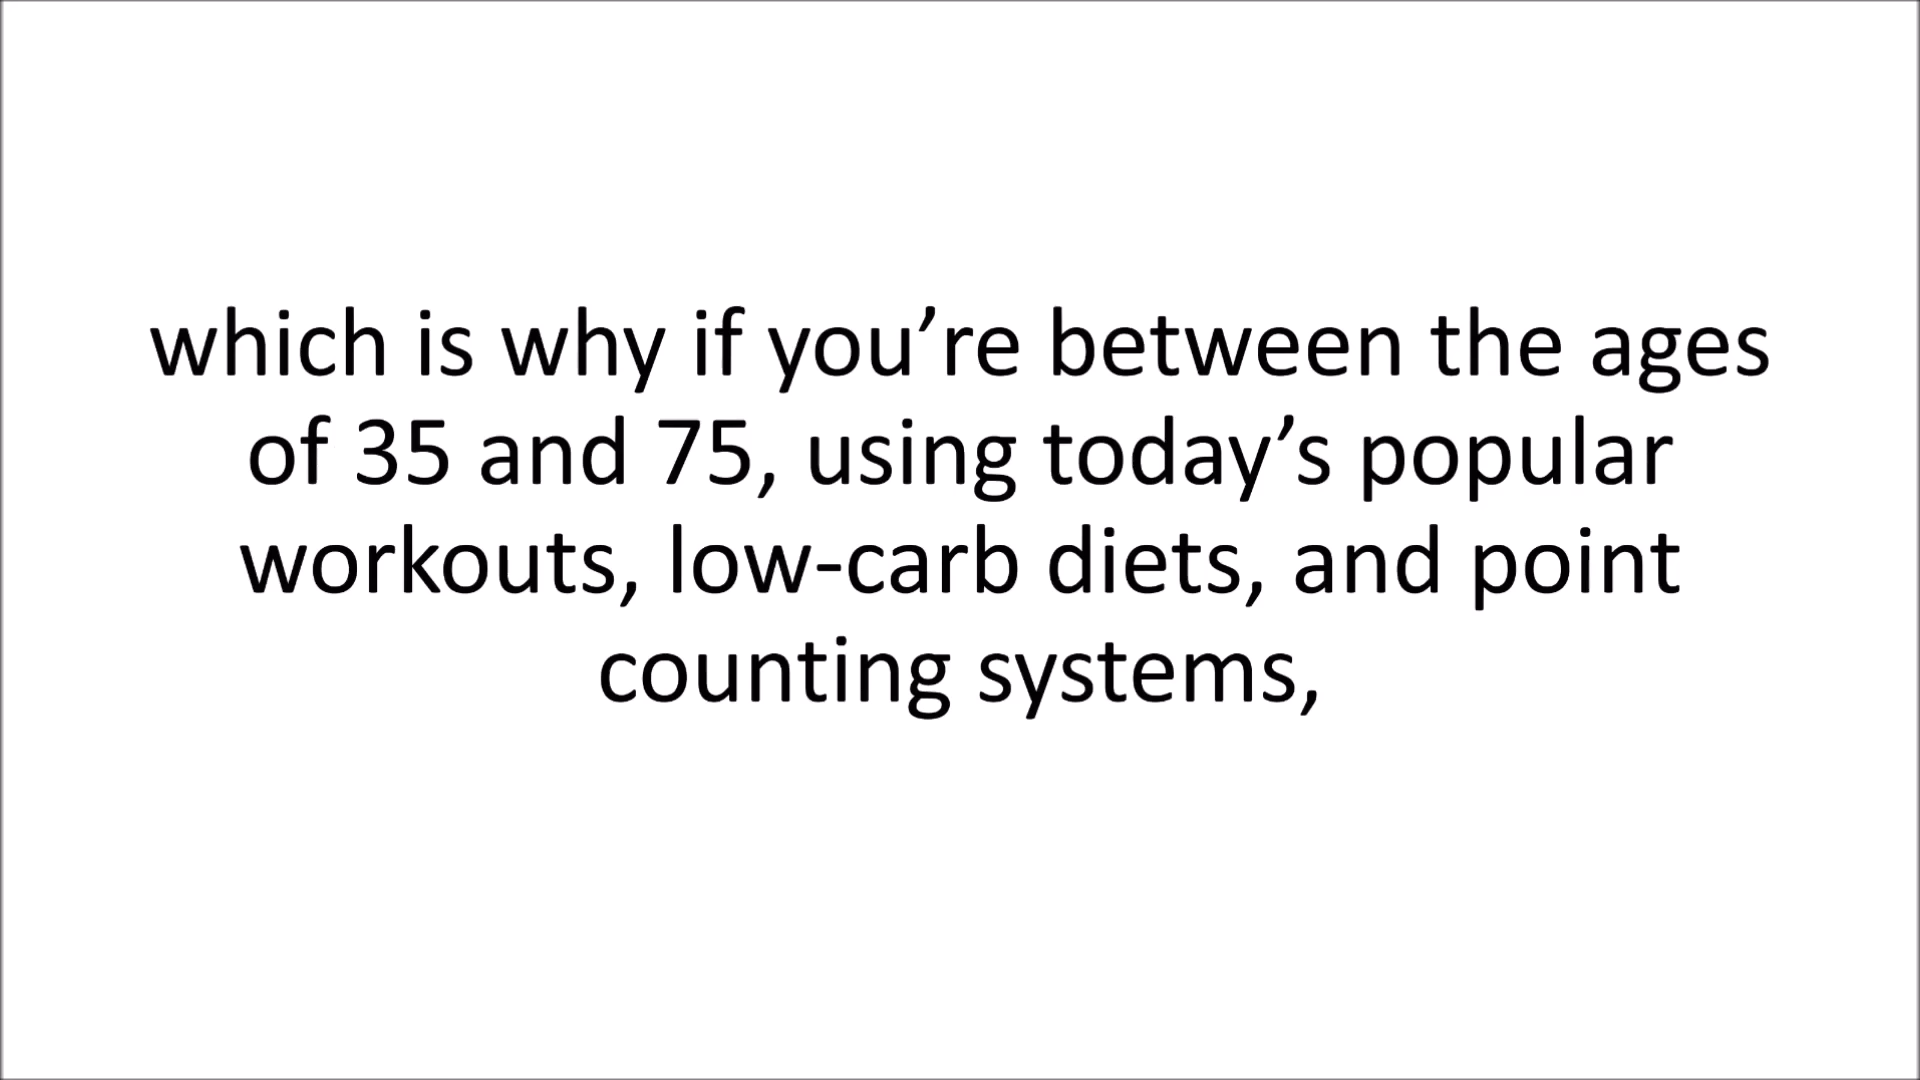 which is why if you’re between the ages
of 35 and 75, using today’s popular
workouts, low-carb diets, and point
counting systems,